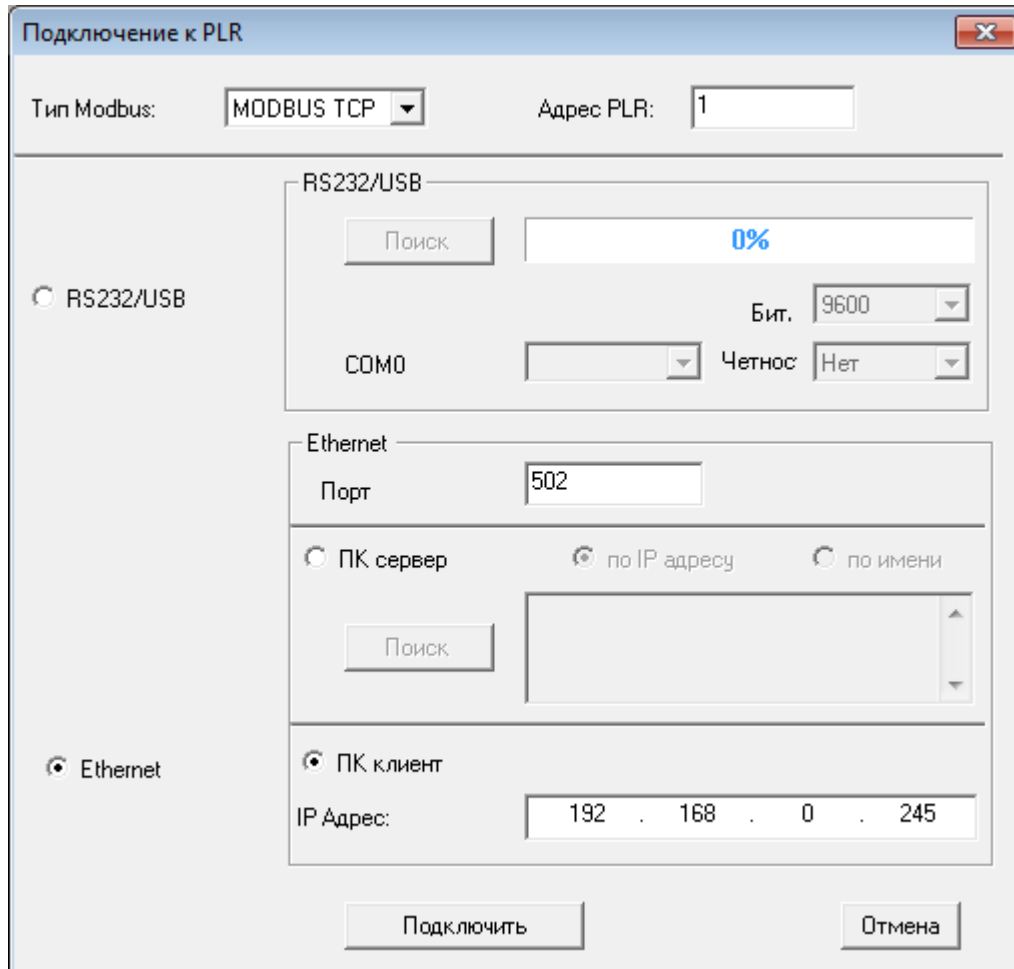 Подключение к PLR
Тип Modbus: MODBUS TCP Адрес PLR: 1
RS232/USB
Поиск 0%
RS232/USB
Бит. 9600
COM0 Четнос Нет
Ethernet
Порт 502
ПК сервер по IP адресу по имени
Поиск
Ethernet
ПК клиент
IP Адрес: 192 . 168 . 0 . 245
Подключить Отмена